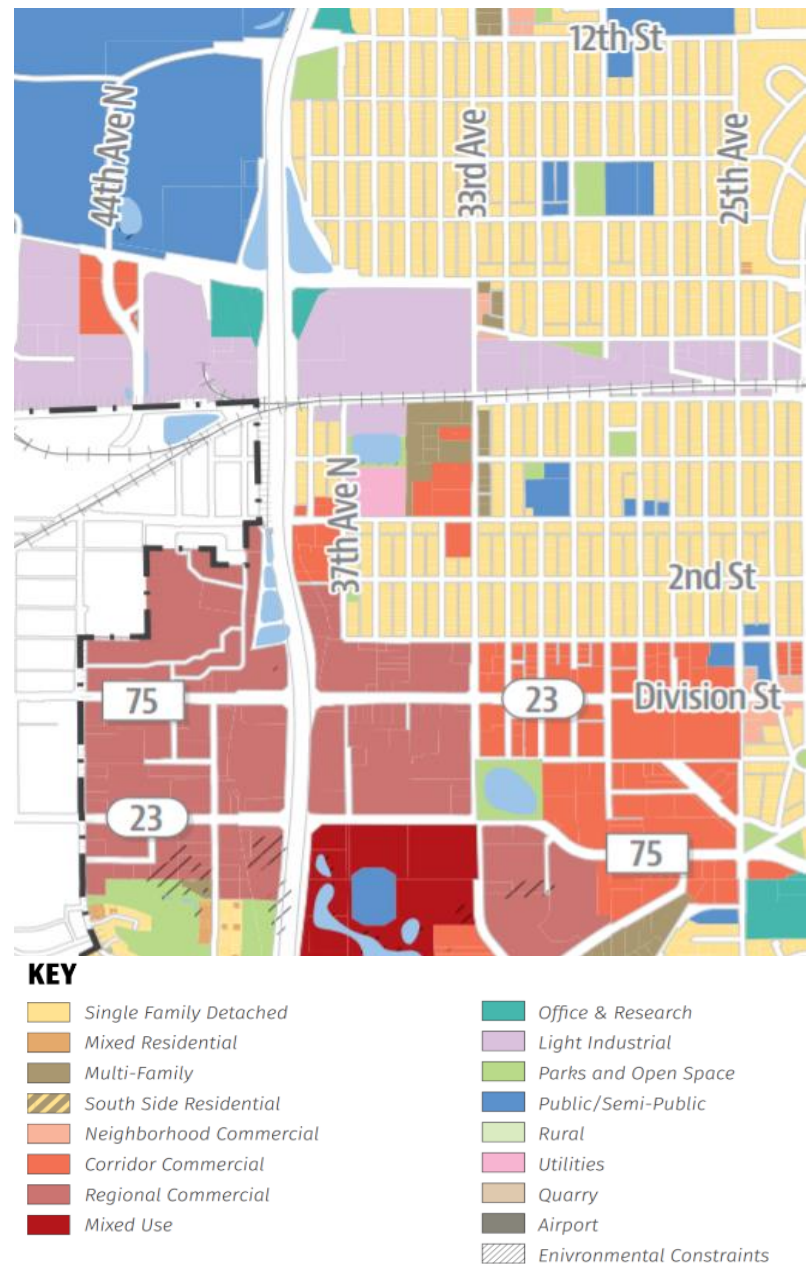 12th St
44th Ave N
33rd Ave
25th Ave
37th Ave N
2nd St
75
23
Division St
23
75
KEY
Single Family Detached
Mixed Residential
Multi-Family
South Side Residential
Neighborhood Commercial
Corridor Commercial
Regional Commercial
Mixed Use
Office & Research
Light Industrial
Parks and Open Space
Public/Semi-Public
Rural
Utilities
Quarry
Airport
Enivronmental Constraints